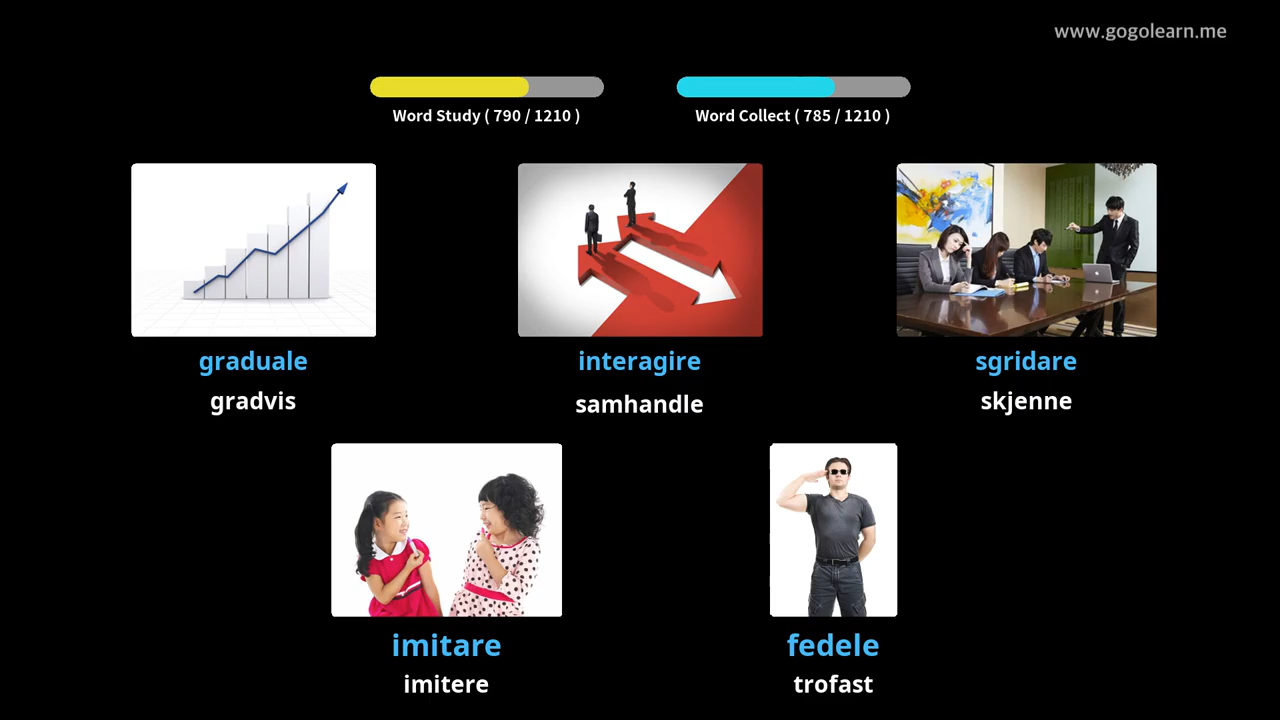 www.gogolearn.me
Word Study ( 790 / 1210 )
Word Collect ( 785 / 1210 )
graduale
interagire
sgridare
gradvis
samhandle
skjenne
imitare
fedele
imitere
trofast